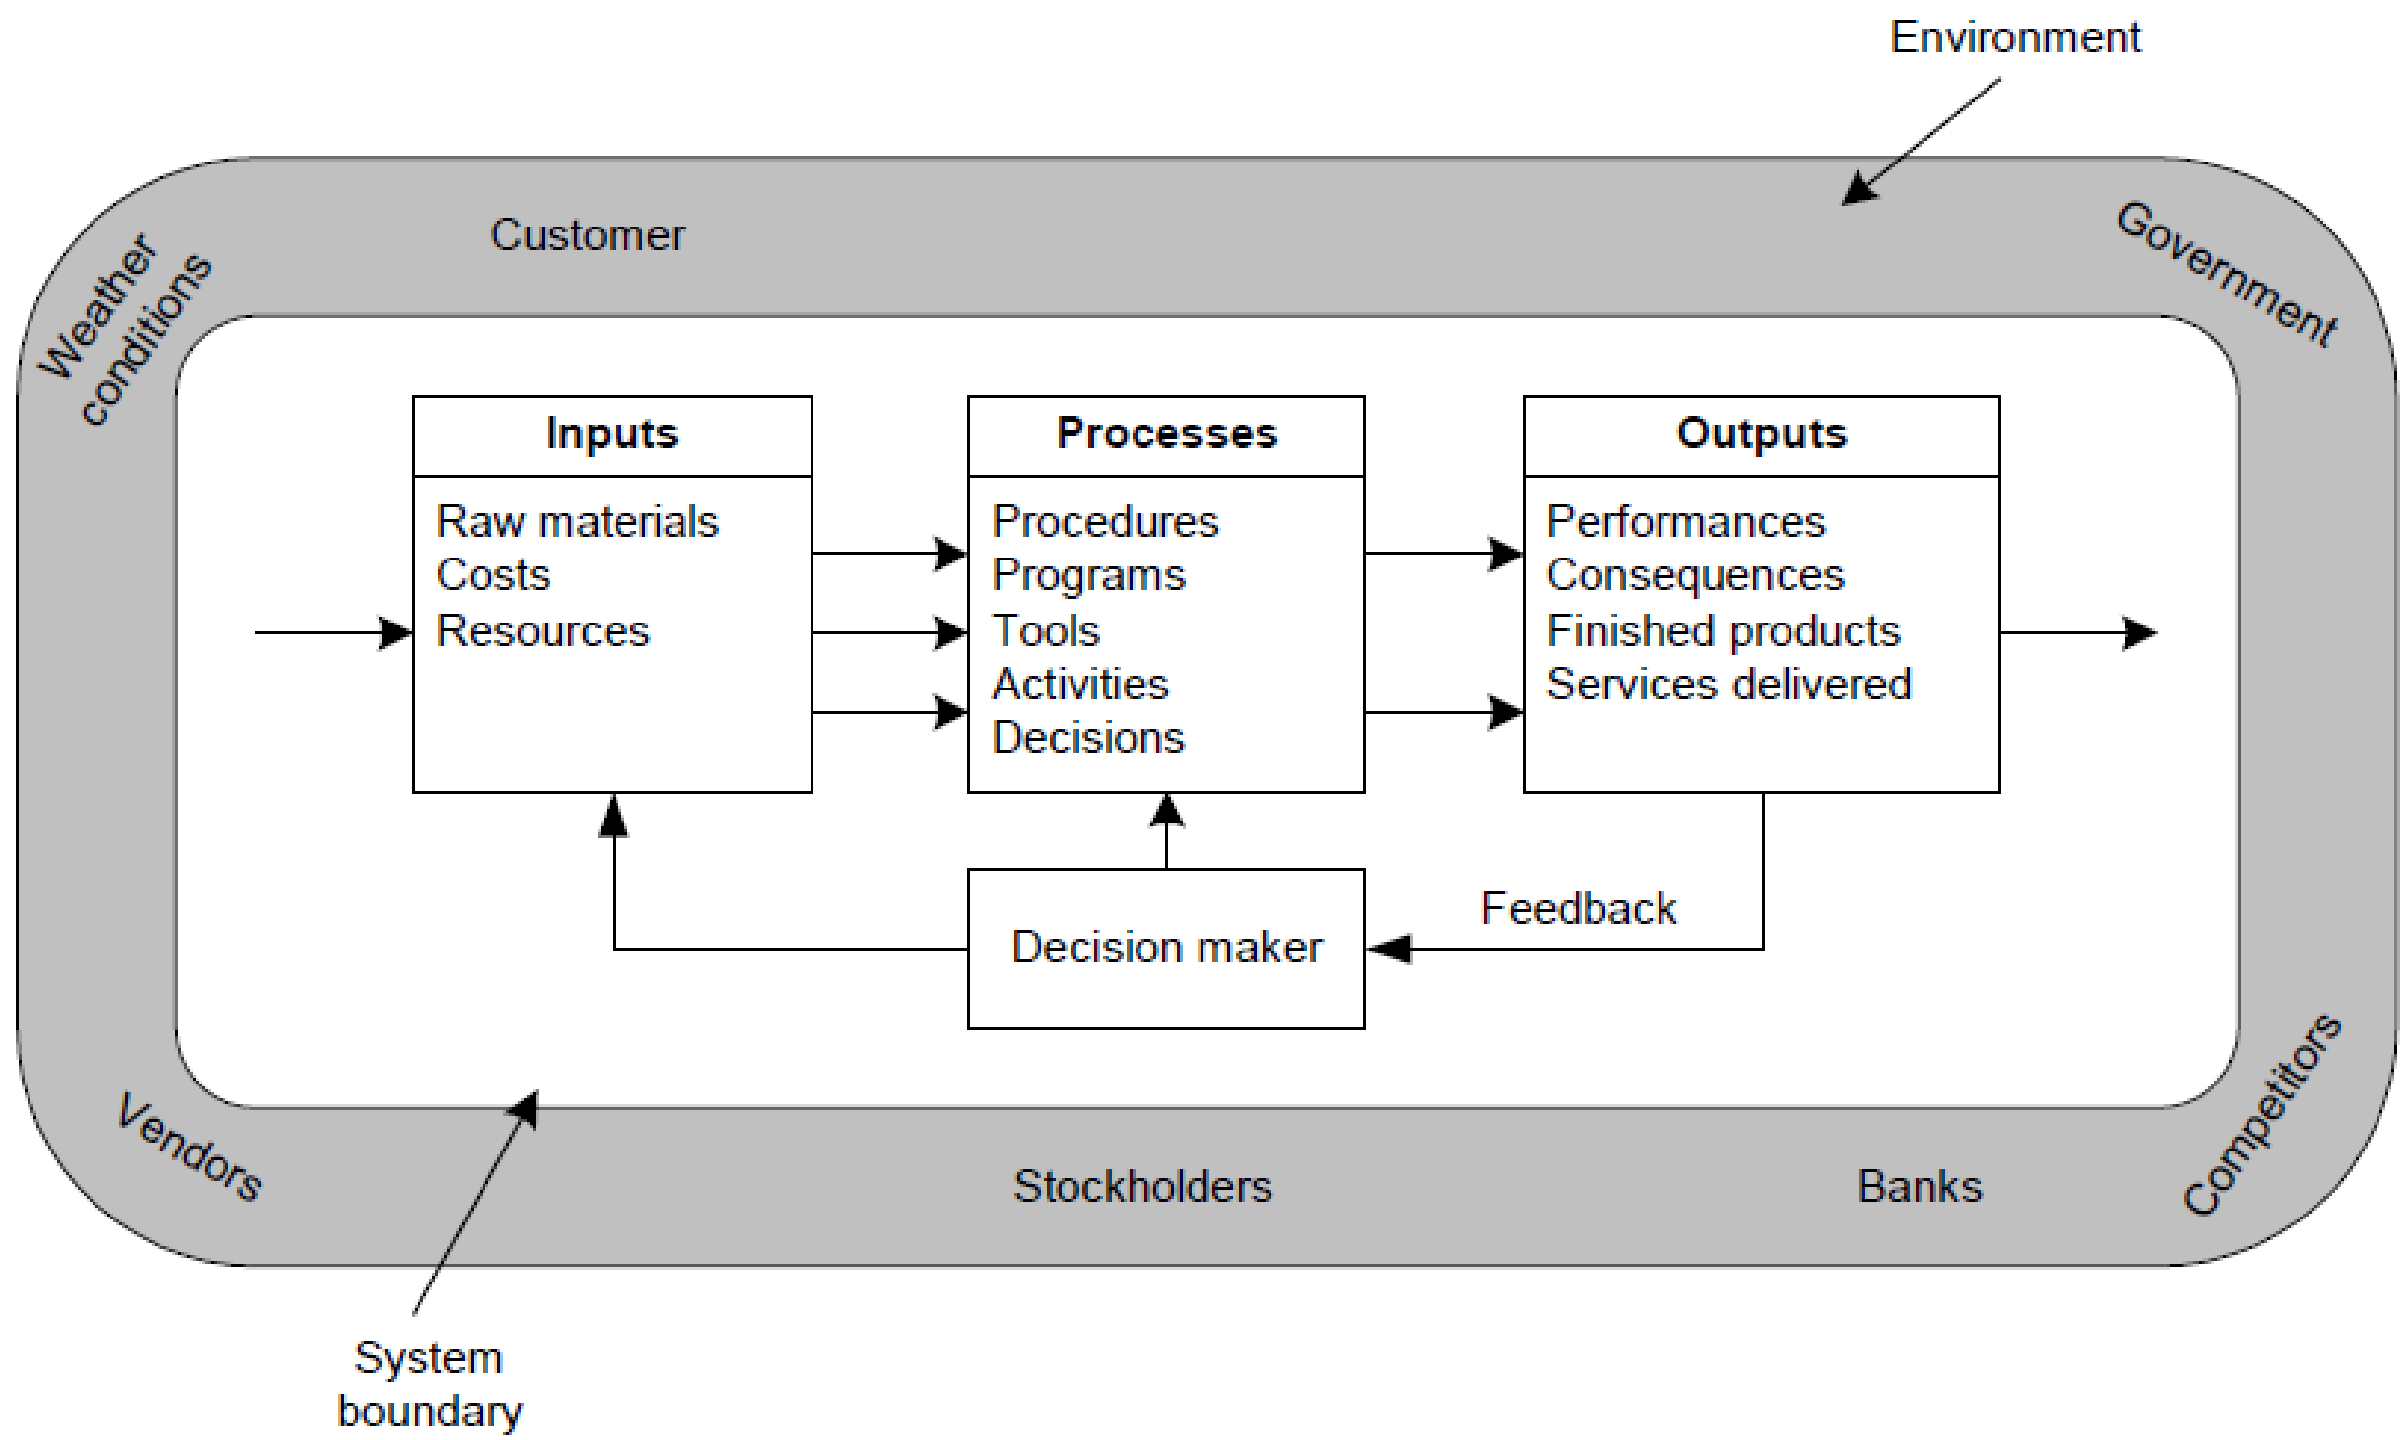 Environment
Customer
Government
Weather
conditions
Inputs
Raw materials
Costs
Resources
Processes
Procedures
Programs
Tools
Activities
Decisions
Outputs
Performances
Consequences
Finished products
Services delivered
Feedback
Decision maker
Competitors
Vendors
Stockholders
Banks
System
boundary